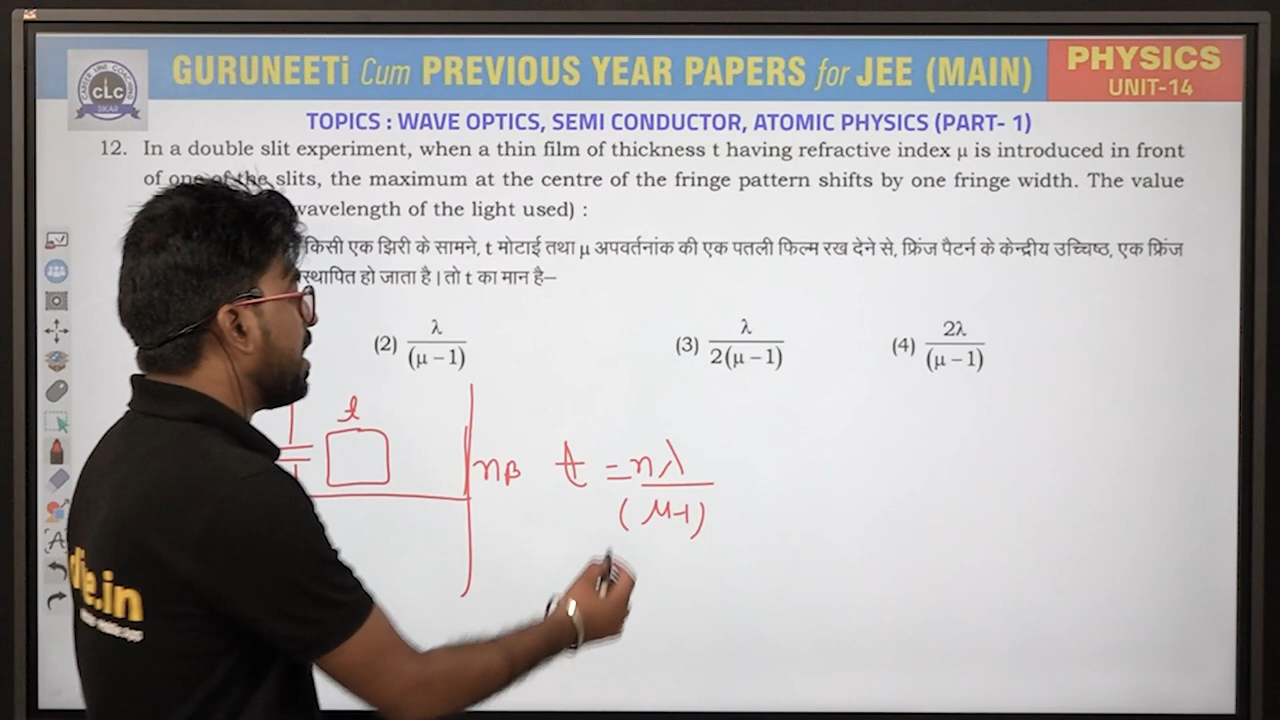 GURUNEETi Cum PREVIOUS YEAR PAPERS for JEE (MAIN)
PHYSICS
UNIT-14
CLC
SIKAR
TOPICS : WAVE OPTICS, SEMI CONDUCTOR, ATOMIC PHYSICS (PART- 1)
12. In a double slit experiment, when a thin film of thickness t having refractive index μ is introduced in front
of one of the slits, the maximum at the centre of the fringe pattern shifts by one fringe width. The value
wavelength of the light used) :
किसी एक झिरी के सामने, t मोटाई तथा μ अपवर्तनांक की एक पतली फिल्म रख देने से, फ्रिंज पैटर्न के केन्द्रीय उच्चिष्ठ, एक फ्रिंज
स्थापित हो जाता है। तो t का मान है–
(2) λ/(μ – 1) (3) λ/2(μ – 1) (4) 2λ/(μ – 1)
t
nβ t = nλ/(μ-1)
e.in